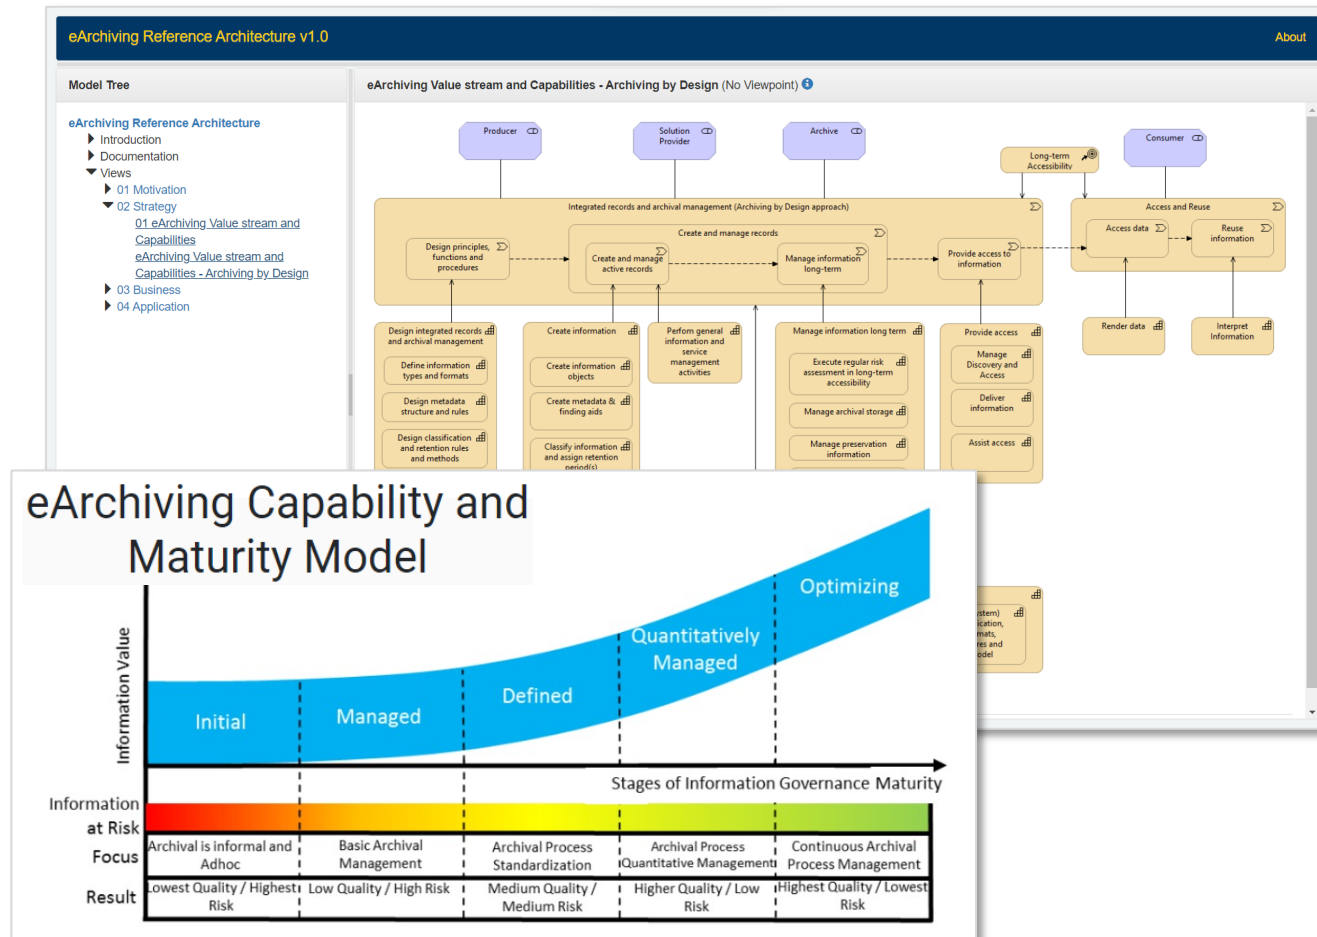 eArchiving Reference Architecture v1.0
About
Model Tree
eArchiving Value stream and Capabilities - Archiving by Design (No Viewpoint)
eArchiving Reference Architecture
Introduction
Documentation
Views
01 Motivation
02 Strategy
01 eArchiving Value stream and
Capabilities
eArchiving Value stream and
Capabilities - Archiving by Design
03 Business
04 Application
Producer
Solution
Provider
Archive
Long-term
Accessibility
Consumer
Integrated records and archival management (Archiving by Design approach)
Create and manage records
Design principles,
functions and
procedures
Create and manage
active records
Manage information
long-term
Provide access to
information
Access and Reuse
Access data
Reuse
information
Design integrated records
and archival management
Define information
types and formats
Design metadata
structure and rules
Design classification
and retention rules
and methods
Create information
Create information
objects
Create metadata &
finding aids
Classify information
and assign retention
period(s)
Perfom general
information and
service
management
activities
Manage information long term
Execute regular risk
assessment in long-term
accessibility
Manage archival storage
Manage preservation
information
Provide access
Manage
Discovery and
Access
Deliver
information
Assist access
Render data
Interpret
Information
ystem)
ication,
mats,
res and
odel
eArchiving Capability and
Maturity Model
Information Value
Initial
Managed
Defined
Quantitatively
Managed
Optimizing
Stages of Information Governance Maturity
Information
at Risk
Focus
Archival is informal and
Adhoc
Basic Archival
Management
Archival Process
Standardization
Archival Process
Quantitative Management
Continuous Archival
Process Management
Result
Lowest Quality / Highest
Risk
Low Quality / High Risk
Medium Quality /
Medium Risk
Higher Quality / Low
Risk
Highest Quality / Lowest
Risk